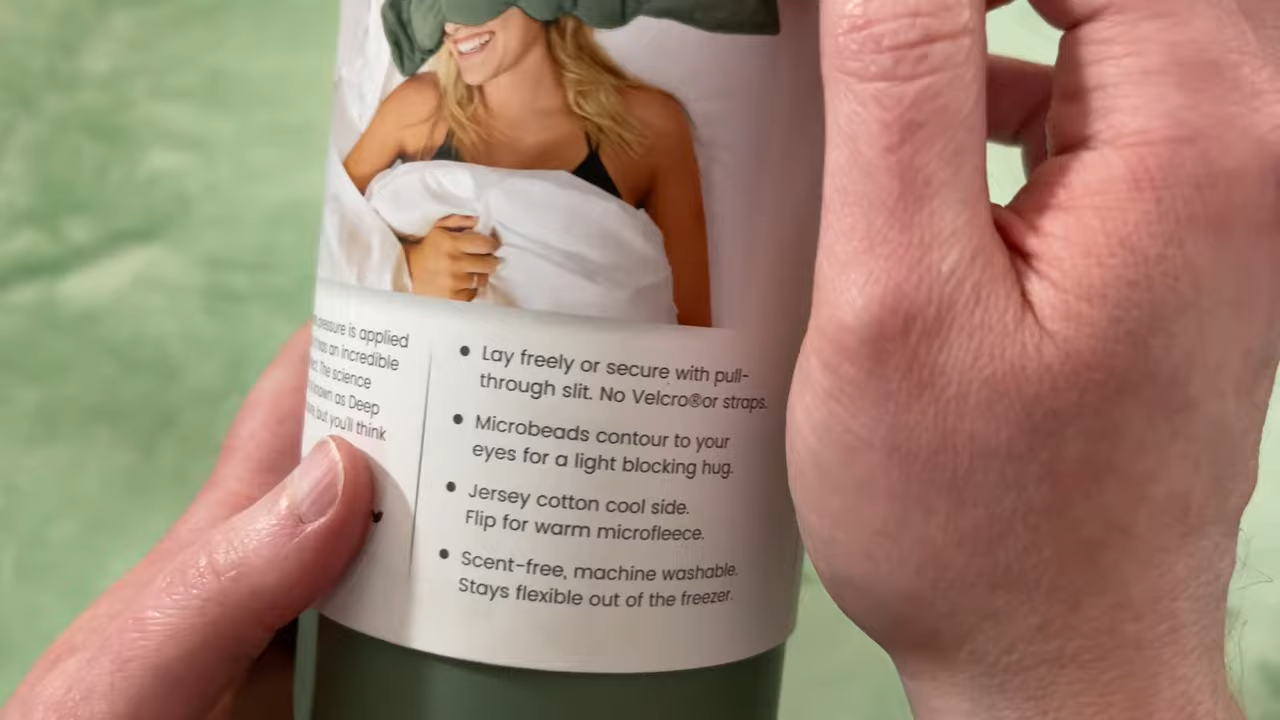 pressure is applied
has an incredible
The science
known as Deep
but you'll think
• Lay freely or secure with pull-
through slit. No Velcro®or straps.
• Microbeads contour to your
eyes for a light blocking hug.
• Jersey cotton cool side.
Flip for warm microfleece.
• Scent-free, machine washable.
Stays flexible out of the freezer.